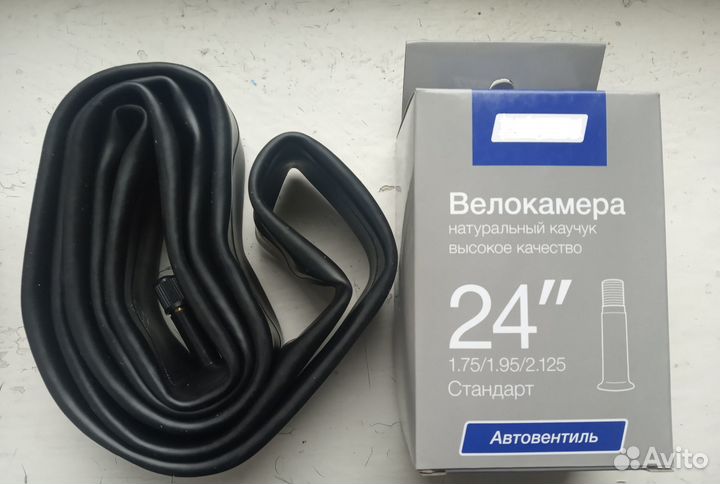 Велокамера
натуральный каучук
высокое качество
24"
1.75/1.95/2.125
Стандарт
Автовентиль
Avito